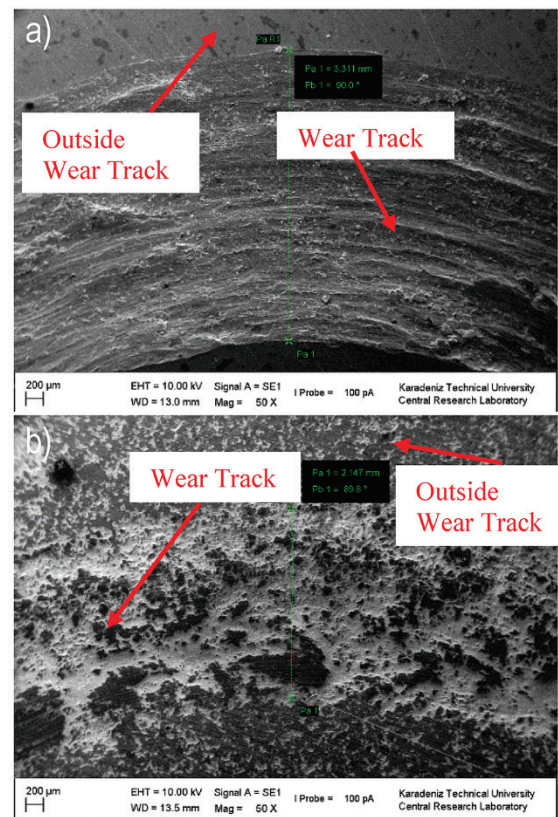 a)
Pa R1
Pa 1 = 3.311 mm
Pb 1 = 90.0 °
Outside
Wear Track
Wear Track
Pa 1
200 µm
EHT = 10.00 kV Signal A = SE1
WD = 13.0 mm Mag = 50 X
I Probe = 100 pA
Karadeniz Technical University
Central Research Laboratory
b)
Pa 1 = 2.147 mm
Pb 1 = 89.8 °
Wear Track
Outside
Wear Track
Pa 1
200 µm
EHT = 10.00 kV Signal A = SE1
WD = 13.5 mm Mag = 50 X
I Probe = 100 pA
Karadeniz Technical University
Central Research Laboratory